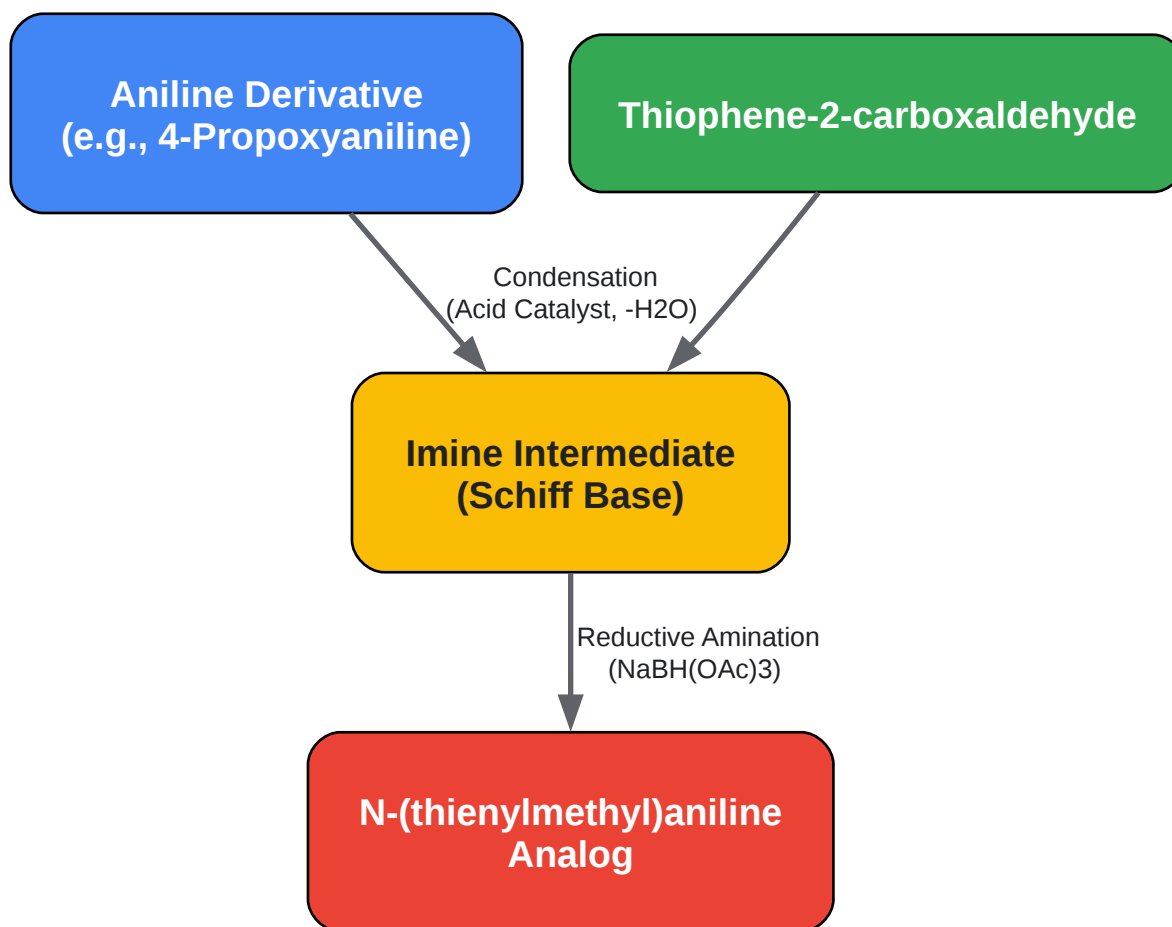 Aniline Derivative
(e.g., 4-Propoxyaniline)
Thiophene-2-carboxaldehyde
Condensation
(Acid Catalyst, -H2O)
Imine Intermediate
(Schiff Base)
Reductive Amination
(NaBH(OAc)3)
N-(thienylmethyl)aniline
Analog